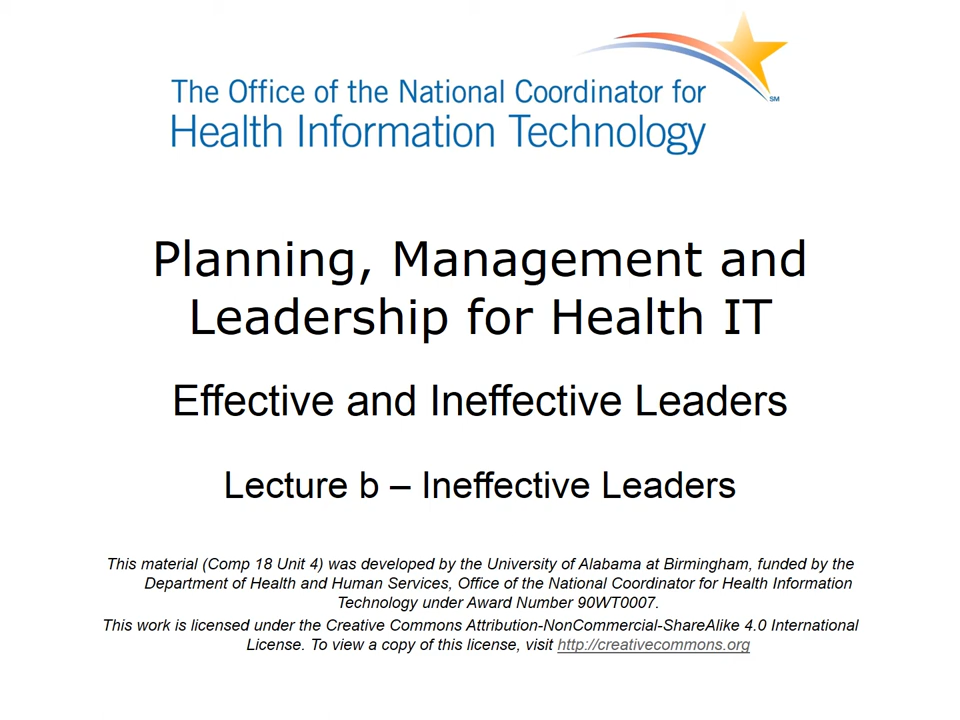 The Office of the National Coordinator for
Health Information Technology
SM
Planning, Management and
Leadership for Health IT
Effective and Ineffective Leaders
Lecture b – Ineffective Leaders
This material (Comp 18 Unit 4) was developed by the University of Alabama at Birmingham, funded by the
Department of Health and Human Services, Office of the National Coordinator for Health Information
Technology under Award Number 90WT0007.
This work is licensed under the Creative Commons Attribution-NonCommercial-ShareAlike 4.0 International
License. To view a copy of this license, visit http://creativecommons.org